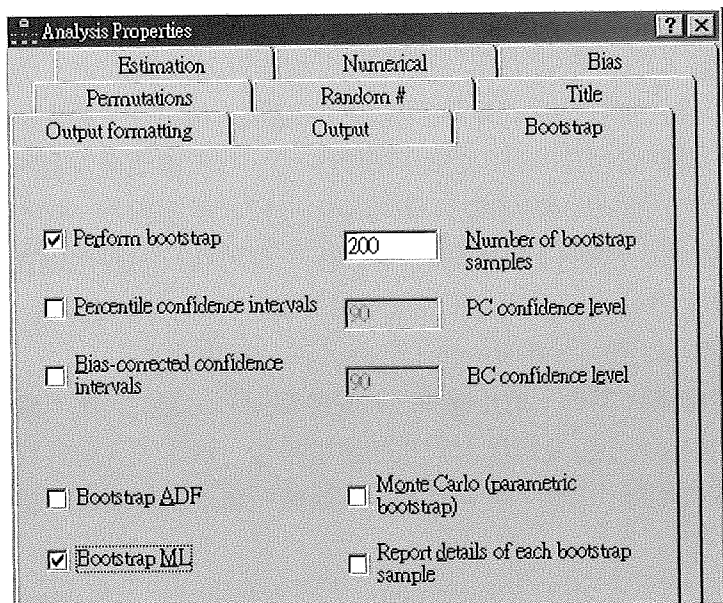 Analysis Properties
Estimation
Numerical
Bias
Permutations
Random #
Title
Output formatting
Output
Bootstrap
Perform bootstrap
200
Number of bootstrap
samples
Percentile confidence intervals
90
PC confidence level
Bias-corrected confidence
intervals
90
BC confidence level
Bootstrap ADF
Monte Carlo (parametric
bootstrap)
Bootstrap ML
Report details of each bootstrap
sample